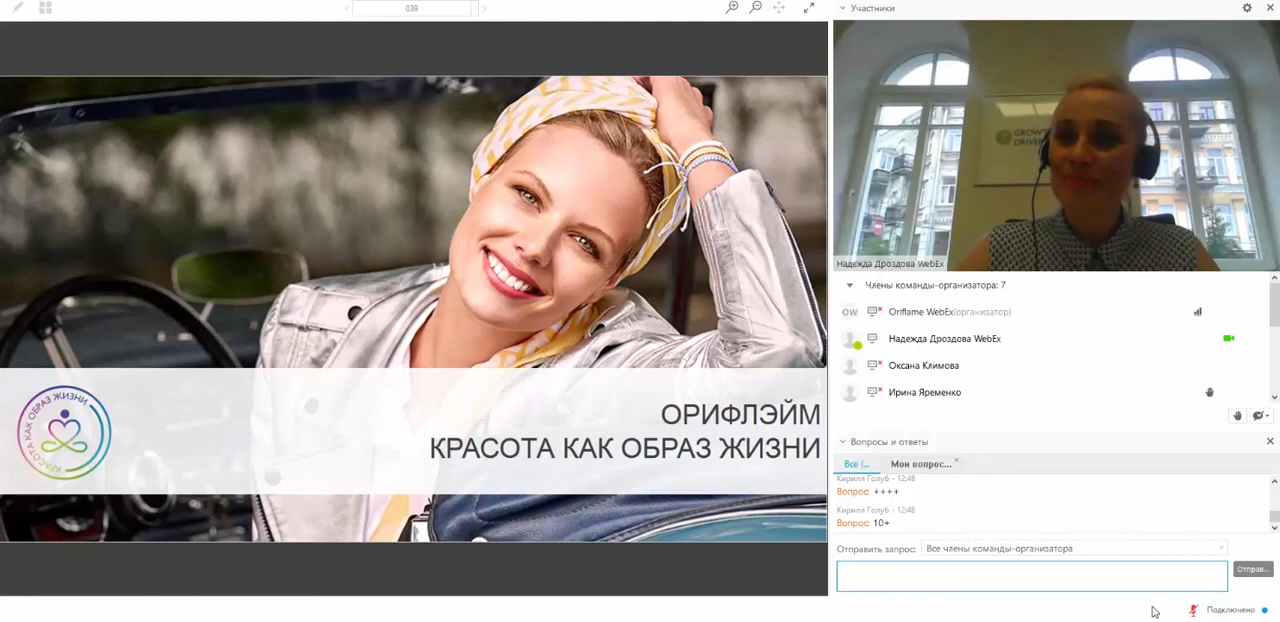 039
ОРИФЛЭЙМ
КРАСОТА КАК ОБРАЗ ЖИЗНИ
КРАСОТА КАК ОБРАЗ ЖИЗНИ
Участники
GROWTH
DRIVEN
Надежда Дроздова WebEx
Члены команды-организатора: 7
OW
Oriflame WebEx(организатор)
Надежда Дроздова WebEx
Оксана Климова
Ирина Яременко
Вопросы и ответы
Все (...
Мои вопрос...
Кирилл Голуб - 12:48
Вопрос: ++++
Кирилл Голуб - 12:48
Вопрос: 10+
Отправить запрос:
Все члены команды-организатора
Отправ...
Подключено